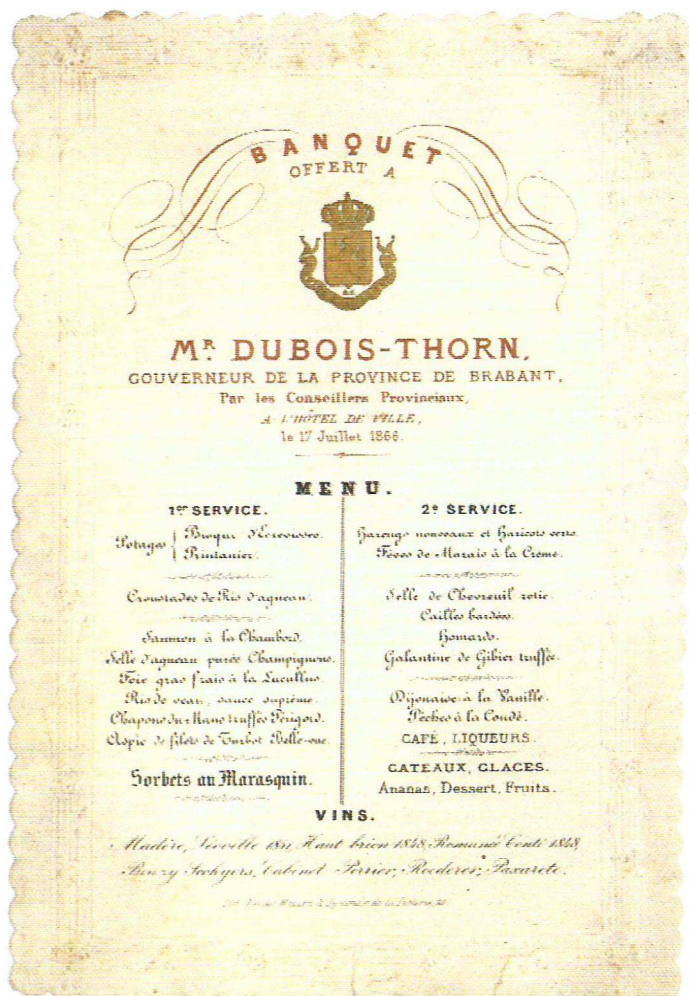 BANQUET
OFFERT A
MR. DUBOIS-THORN,
GOUVERNEUR DE LA PROVINCE DE BRABANT,
Par les Conseillers Provinciaux,
A L'HÔTEL DE VILLE,
le 17 Juillet 1866.
MENU.
1er SERVICE.
Potages
Bisque d'Ecrevisses.
Printanier.
Croustades de Ris d'agneau.
Saumon à la Chambord.
Selle d'agneau purée Champignons.
Foie gras frais à la Lucullus.
Ris de veau, sauce suprême.
Chapons du Mans truffés Périgord.
Aspic de filets de Turbot Belle-vue.
Sorbets au Marasquin.
2e SERVICE.
Harengs nouveaux et Haricots verts.
Fèves de Marais à la Crême.
Selle de Chevreuil rotie.
Cailles bardées.
Homards.
Galantine de Gibier truffée.
Dijonaise à la Vanille.
Pêches à la Condé.
CAFÉ, LIQUEURS.
GATEAUX, GLACES.
Ananas, Dessert, Fruits.
VINS.
Madère, Léoville Haut brion 1848, Romanée Conti 1848,
Bouzy Cabinet Perrier, Roederer, Paxarete.